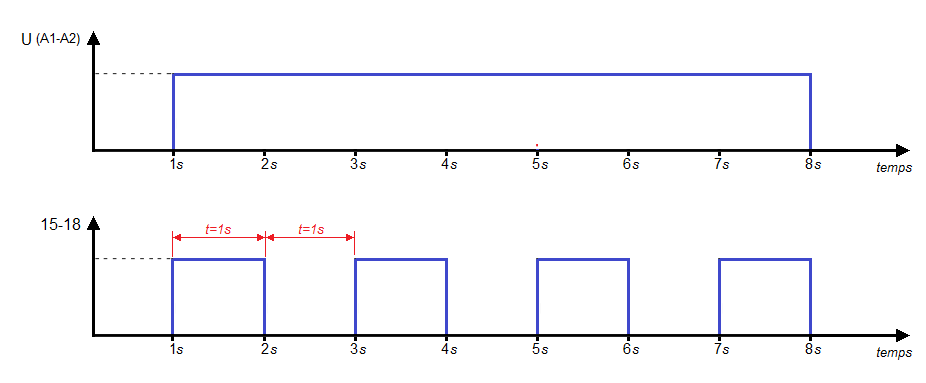 U (A1-A2)
1s 2s 3s 4s 5s 6s 7s 8s
temps
15-18
t=1s t=1s
1s 2s 3s 4s 5s 6s 7s 8s
temps